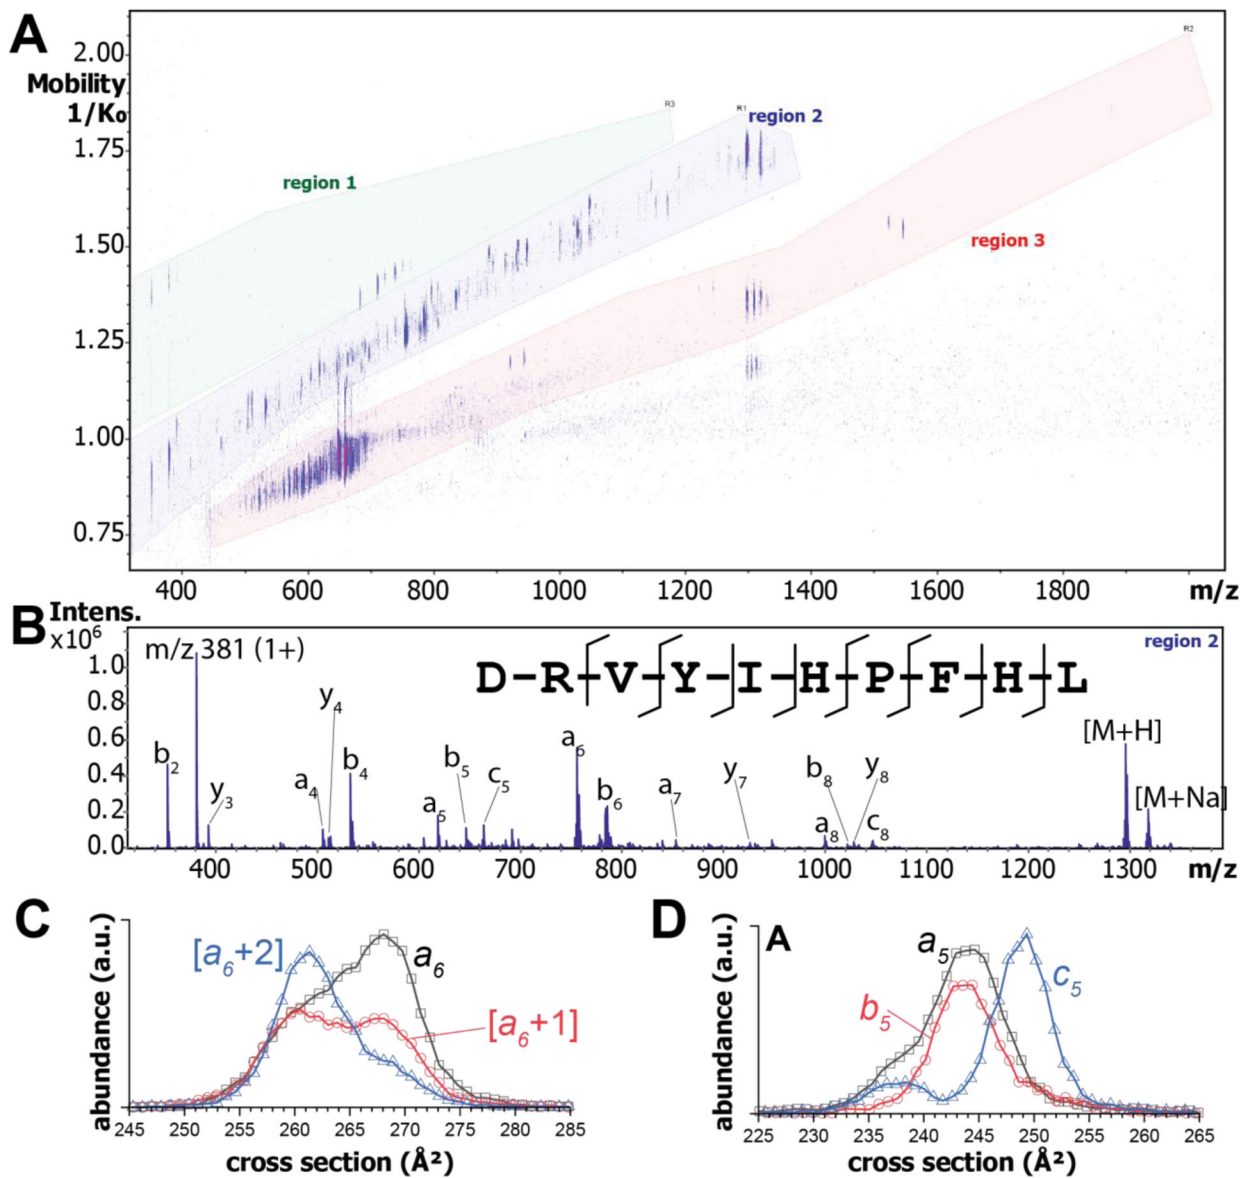 A
2.00
Mobility
1/K₀
1.75
1.50
1.25
1.00
0.75
R3
R1
R2
region 1
region 2
region 3
400 600 800 1000 1200 1400 1600 1800 m/z
B
Intens.
x10⁶
1.0
0.8
0.6
0.4
0.2
0.0
m/z 381 (1+)
region 2
D-R-V-Y-I-H-P-F-H-L
b₂
y₃
a₄
y₄
b₄
a₅
b₅
c₅
a₆
b₆
a₇
y₇
b₈
a₈
y₈
c₈
[M+H]
[M+Na]
400 500 600 700 800 900 1000 1100 1200 1300 m/z
C
abundance (a.u.)
[a₆+2]
a₆
[a₆+1]
245 250 255 260 265 270 275 280 285
cross section (Å²)
D
abundance (a.u.)
A
a₅
b₅
c₅
225 230 235 240 245 250 255 260 265
cross section (Å²)